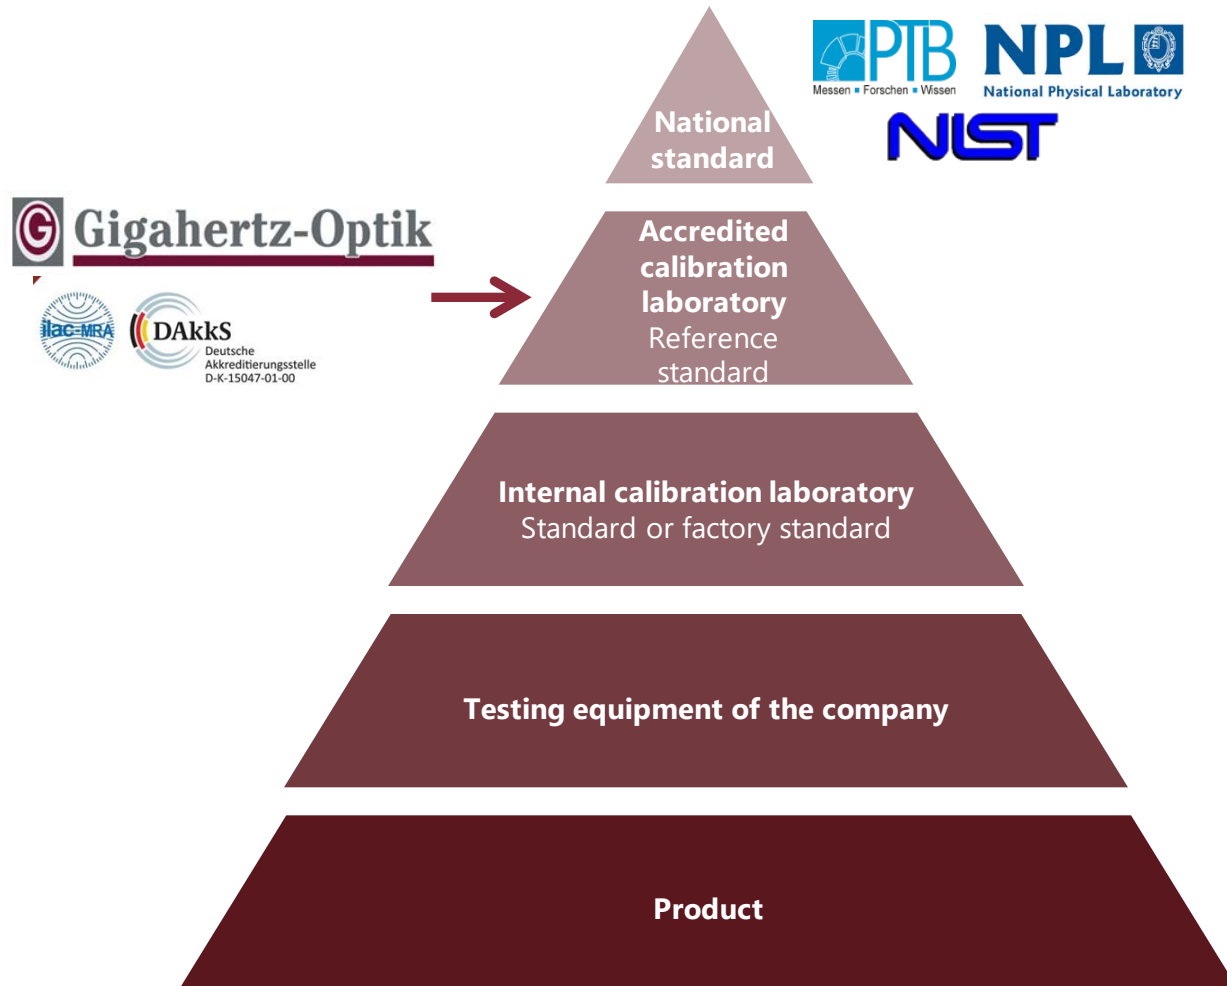 PTB
Messen ▪ Forschen ▪ Wissen
NPL
National Physical Laboratory
NIST
National
standard
G Gigahertz-Optik
ilac-MRA
DAkkS
Deutsche
Akkreditierungsstelle
D-K-15047-01-00
Accredited
calibration
laboratory
Reference
standard
Internal calibration laboratory
Standard or factory standard
Testing equipment of the company
Product